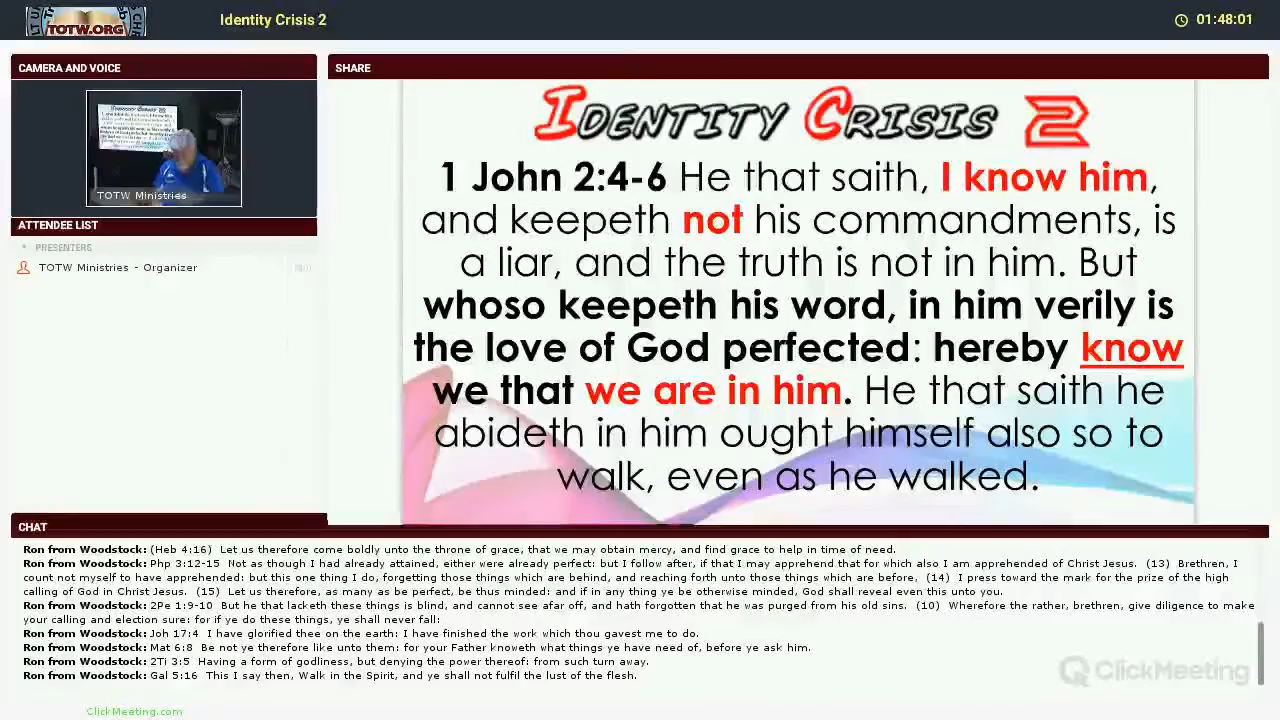 TOTW.ORG
Identity Crisis 2
01:48:01
CAMERA AND VOICE
TOTW Ministries
ATTENDEE LIST
PRESENTERS
TOTW Ministries - Organizer
SHARE
IDENTITY CRISIS 2
1 John 2:4-6 He that saith, I know him,
and keepeth not his commandments, is
a liar, and the truth is not in him. But
whoso keepeth his word, in him verily is
the love of God perfected: hereby know
we that we are in him. He that saith he
abideth in him ought himself also so to
walk, even as he walked.
CHAT
Ron from Woodstock: (Heb 4:16) Let us therefore come boldly unto the throne of grace, that we may obtain mercy, and find grace to help in time of need.
Ron from Woodstock: Php 3:12-15 Not as though I had already attained, either were already perfect: but I follow after, if that I may apprehend that for which also I am apprehended of Christ Jesus. (13) Brethren, I
count not myself to have apprehended: but this one thing I do, forgetting those things which are behind, and reaching forth unto those things which are before, (14) I press toward the mark for the prize of the high
calling of God in Christ Jesus. (15) Let us therefore, as many as be perfect, be thus minded: and if in any thing ye be otherwise minded, God shall reveal even this unto you.
Ron from Woodstock: 2Pe 1:9-10 But he that lacketh these things is blind, and cannot see afar off, and hath forgotten that he was purged from his old sins. (10) Wherefore the rather, brethren, give diligence to make
your calling and election sure: for if ye do these things, ye shall never fall:
Ron from Woodstock: Joh 17:4 I have glorified thee on the earth: I have finished the work which thou gavest me to do.
Ron from Woodstock: Mat 6:8 Be not ye therefore like unto them: for your Father knoweth what things ye have need of, before ye ask him.
Ron from Woodstock: 2Ti 3:5 Having a form of godliness, but denying the power thereof: from such turn away.
Ron from Woodstock: Gal 5:16 This I say then, Walk in the Spirit, and ye shall not fulfil the lust of the flesh.
ClickMeeting
ClickMeeting.com